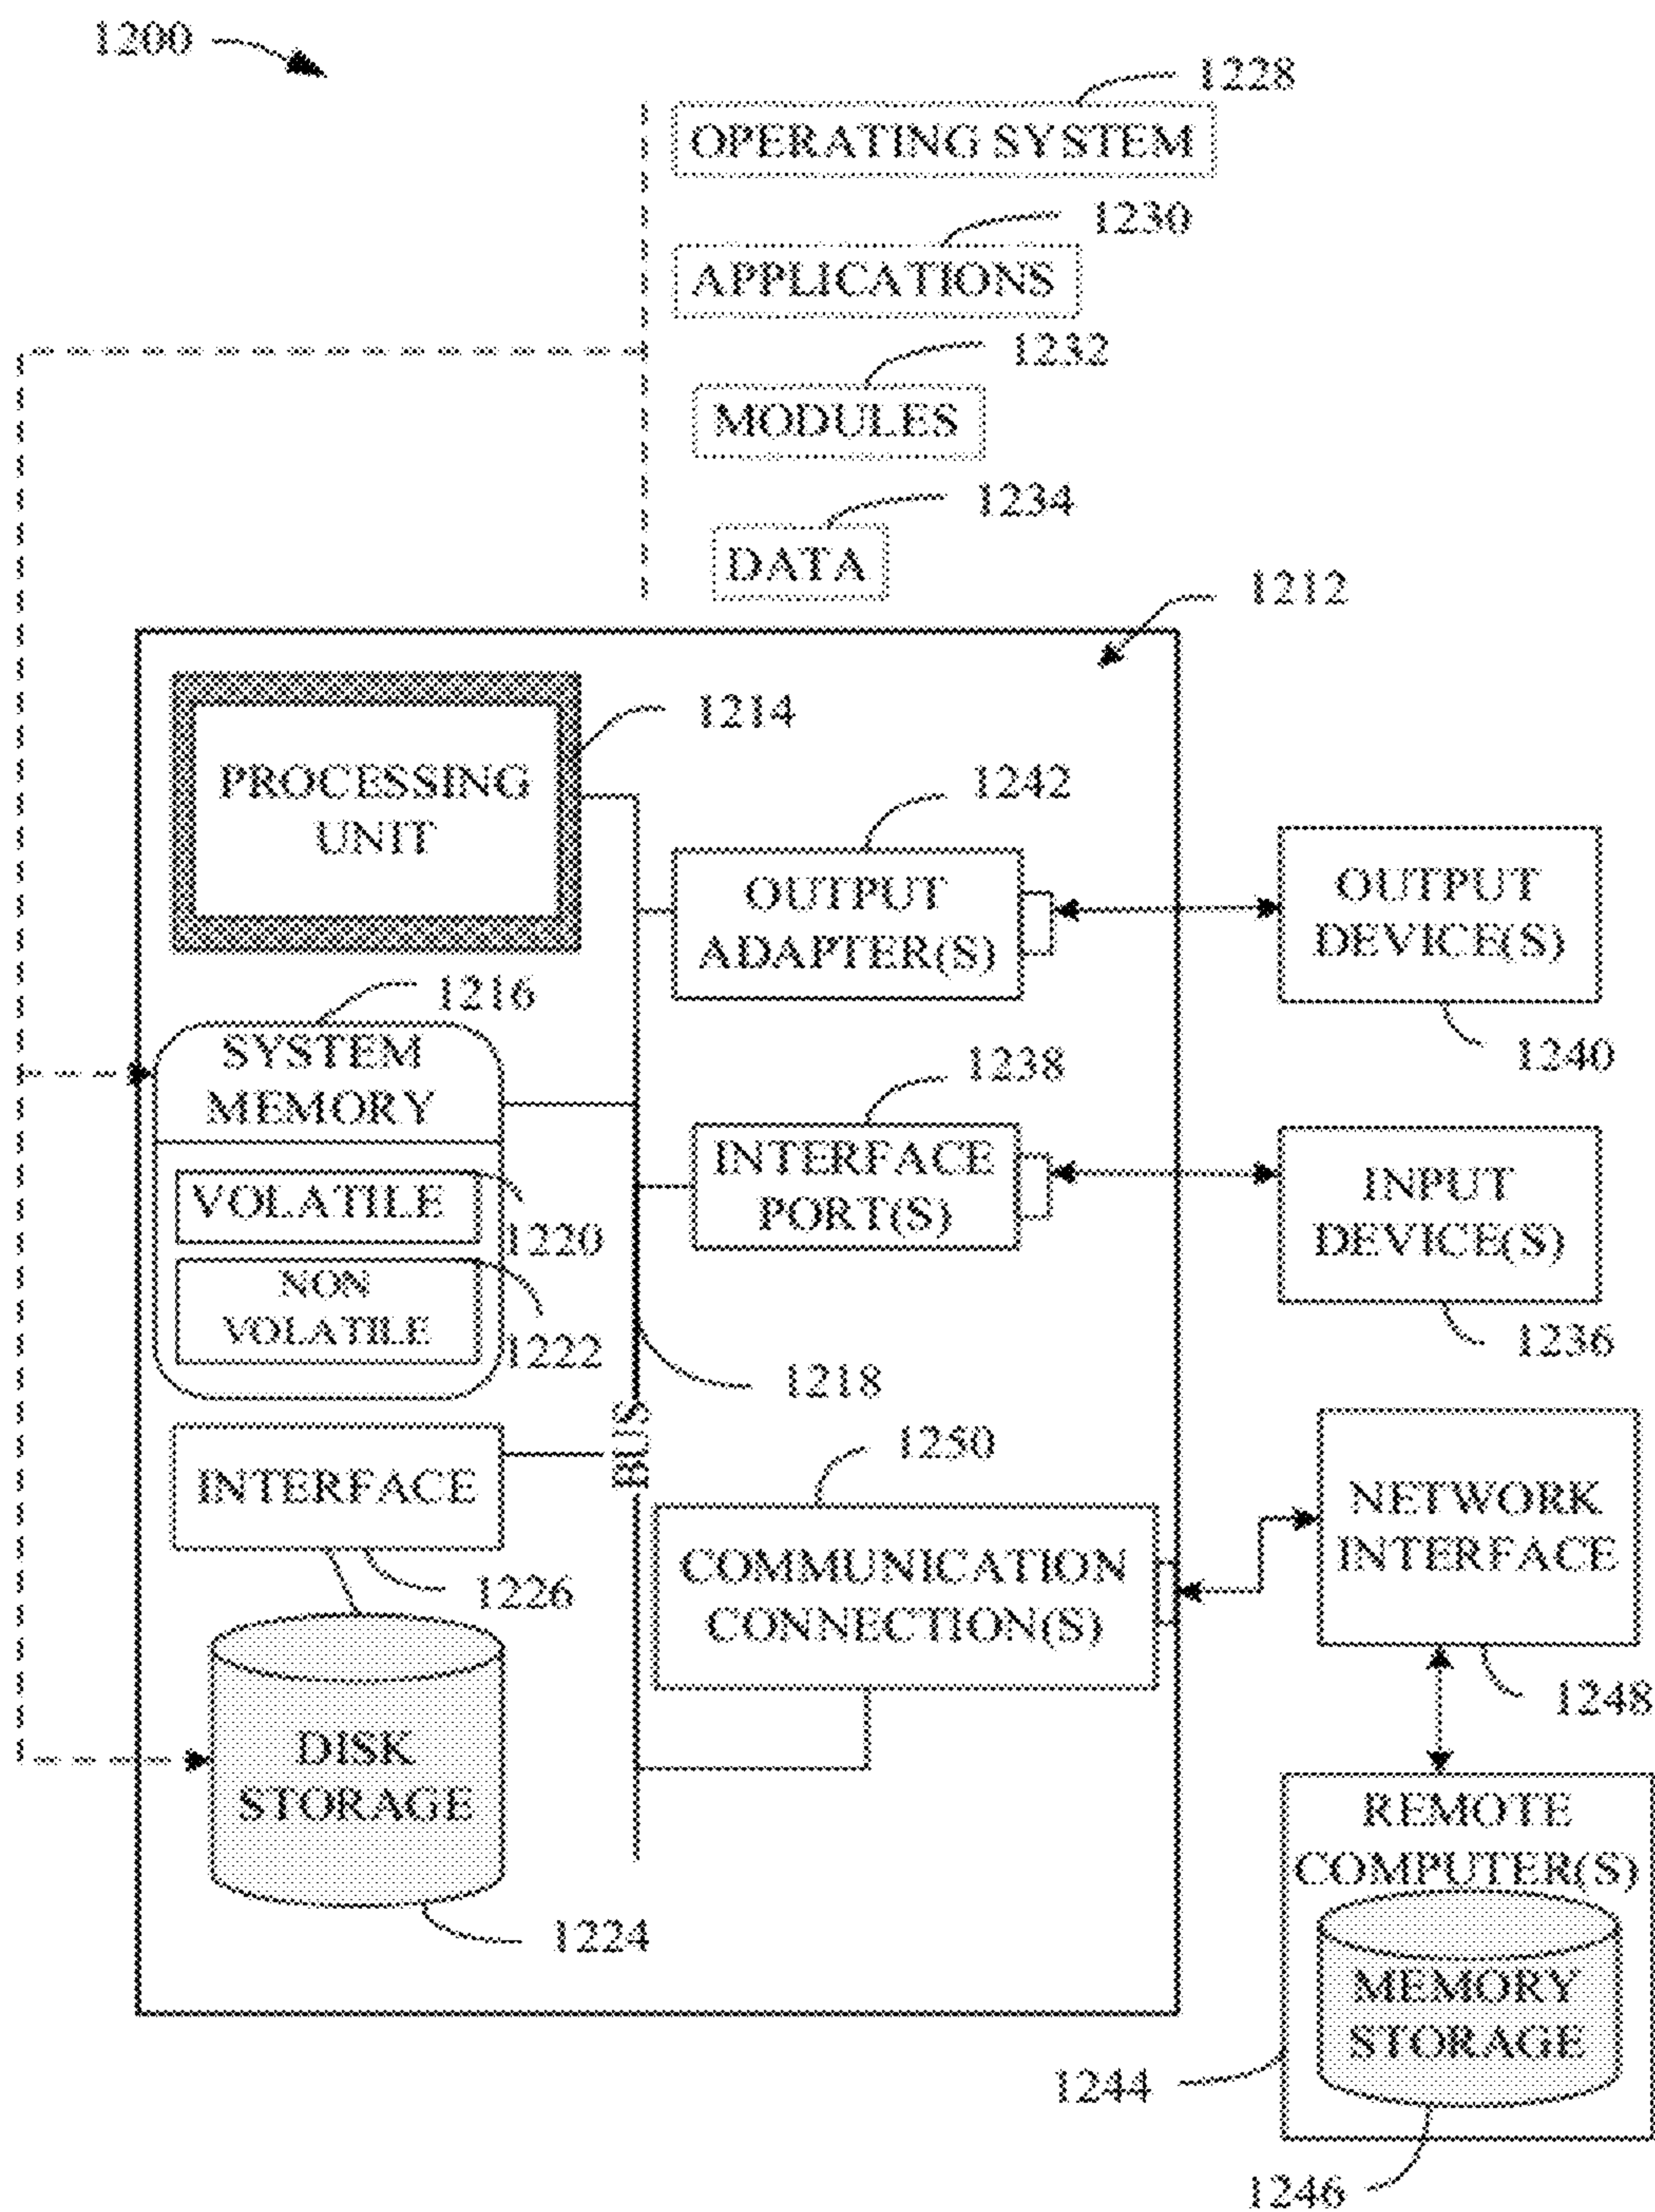 1200
1228
OPERATING SYSTEM
1230
APPLICATIONS
1232
MODULES
1234
DATA
1212
PROCESSING
UNIT
1214
1242
OUTPUT
ADAPTER(S)
OUTPUT
DEVICE(S)
1240
1216
SYSTEM
MEMORY
VOLATILE
1220
NON
VOLATILE
1222
1238
INTERFACE
PORT(S)
INPUT
DEVICE(S)
1236
1218
BUS
INTERFACE
1226
1250
COMMUNICATION
CONNECTION(S)
NETWORK
INTERFACE
1248
DISK
STORAGE
1224
REMOTE
COMPUTER(S)
MEMORY
STORAGE
1244
1246